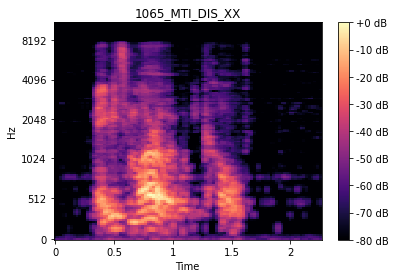 1065_MTI_DIS_XX
+0 dB
8192
-10 dB
4096
-20 dB
-30 dB
2048
Hz
-40 dB
1024
-50 dB
512
-60 dB
-70 dB
0
-80 dB
0 0.5 1 1.5 2
Time